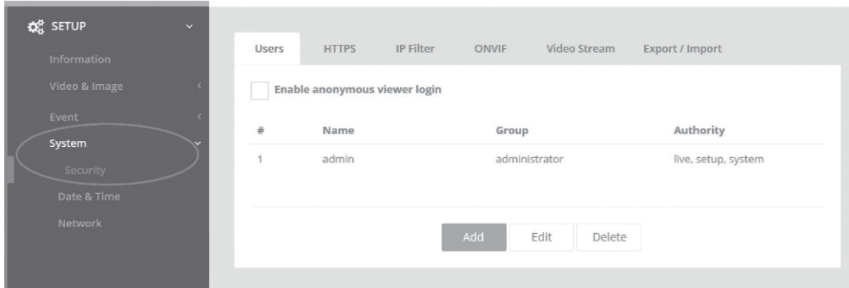 SETUP
Information
Video & Image
Event
System
Security
Date & Time
Network
Users HTTPS IP Filter ONVIF Video Stream Export / Import
Enable anonymous viewer login
# Name Group Authority
1 admin administrator live, setup, system
Add Edit Delete